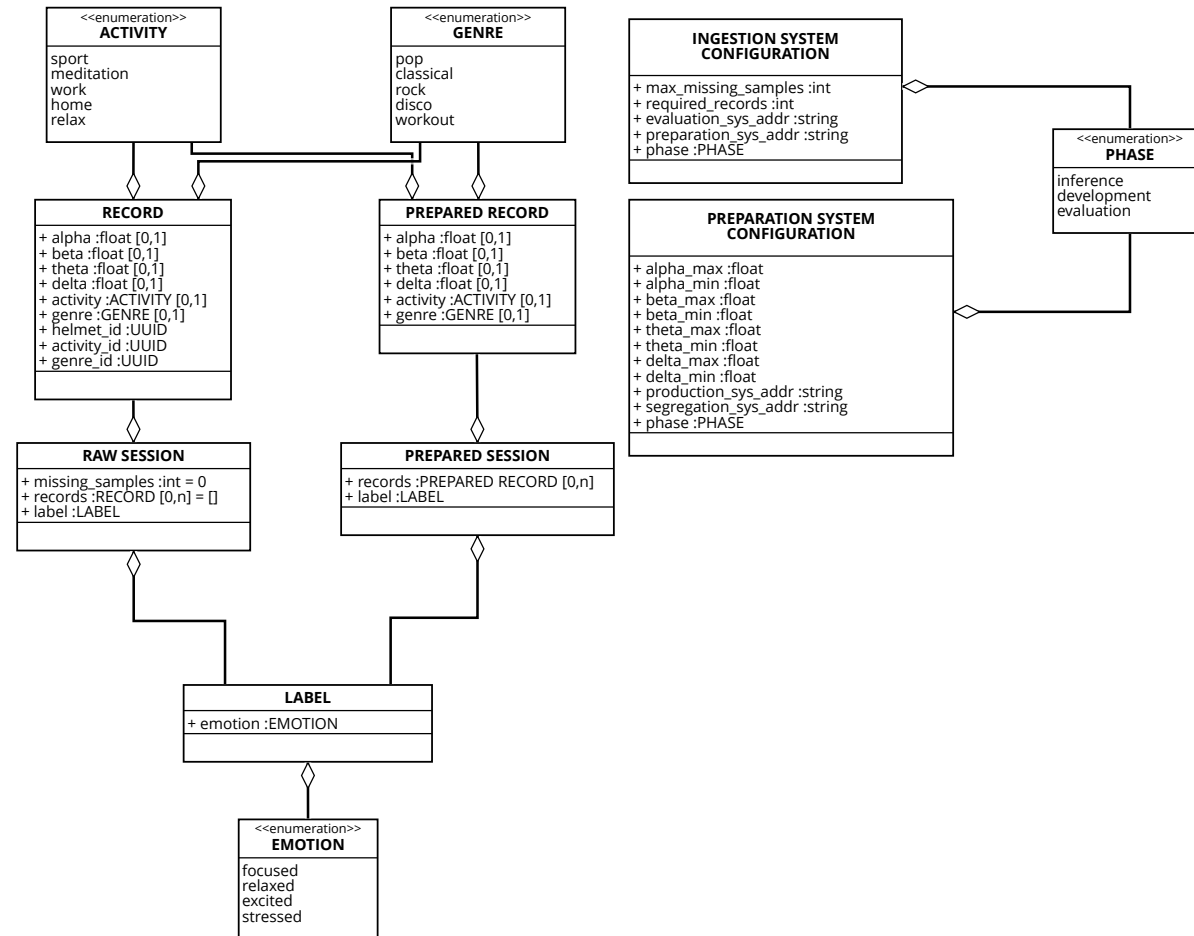 <<enumeration>>
ACTIVITY
sport
meditation
work
home
relax
<<enumeration>>
GENRE
pop
classical
rock
disco
workout
INGESTION SYSTEM
CONFIGURATION
+ max_missing_samples :int
+ required_records :int
+ evaluation_sys_addr :string
+ preparation_sys_addr :string
+ phase :PHASE
<<enumeration>>
PHASE
inference
development
evaluation
RECORD
+ alpha :float [0,1]
+ beta :float [0,1]
+ theta :float [0,1]
+ delta :float [0,1]
+ activity :ACTIVITY [0,1]
+ genre :GENRE [0,1]
+ helmet_id :UUID
+ activity_id :UUID
+ genre_id :UUID
PREPARED RECORD
+ alpha :float [0,1]
+ beta :float [0,1]
+ theta :float [0,1]
+ delta :float [0,1]
+ activity :ACTIVITY [0,1]
+ genre :GENRE [0,1]
PREPARATION SYSTEM
CONFIGURATION
+ alpha_max :float
+ alpha_min :float
+ beta_max :float
+ beta_min :float
+ theta_max :float
+ theta_min :float
+ delta_max :float
+ delta_min :float
+ production_sys_addr :string
+ segregation_sys_addr :string
+ phase :PHASE
RAW SESSION
+ missing_samples :int = 0
+ records :RECORD [0,n] = []
+ label :LABEL
PREPARED SESSION
+ records :PREPARED RECORD [0,n]
+ label :LABEL
LABEL
+ emotion :EMOTION
<<enumeration>>
EMOTION
focused
relaxed
excited
stressed